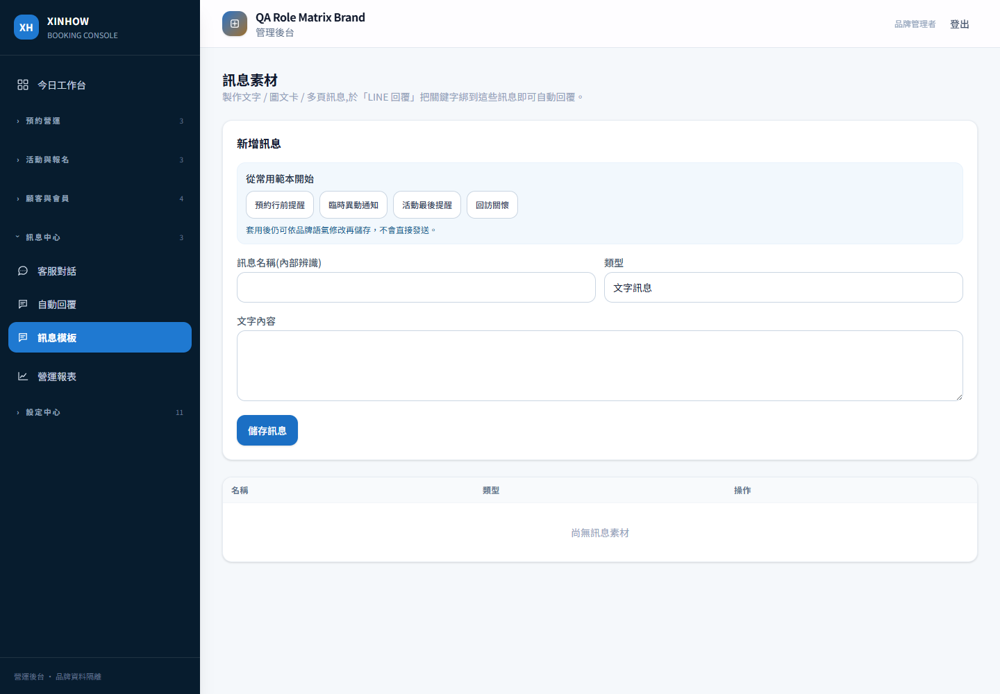 XH
XINHOW
BOOKING CONSOLE
今日工作台
預約營運 3
活動與報名 3
顧客與會員 4
訊息中心 3
客服對話
自動回覆
訊息模板
營運報表
設定中心 11
營運後台 · 品牌資料隔離
QA Role Matrix Brand
管理後台
品牌管理者 登出
訊息素材
製作文字 / 圖文卡 / 多頁訊息,於「LINE 回覆」把關鍵字綁到這些訊息即可自動回覆。
新增訊息
從常用範本開始
預約行前提醒 臨時異動通知 活動最後提醒 回訪關懷
套用後仍可依品牌語氣修改再儲存，不會直接發送。
訊息名稱(內部辨識) 類型
文字訊息
文字內容
儲存訊息
名稱 類型 操作
尚無訊息素材